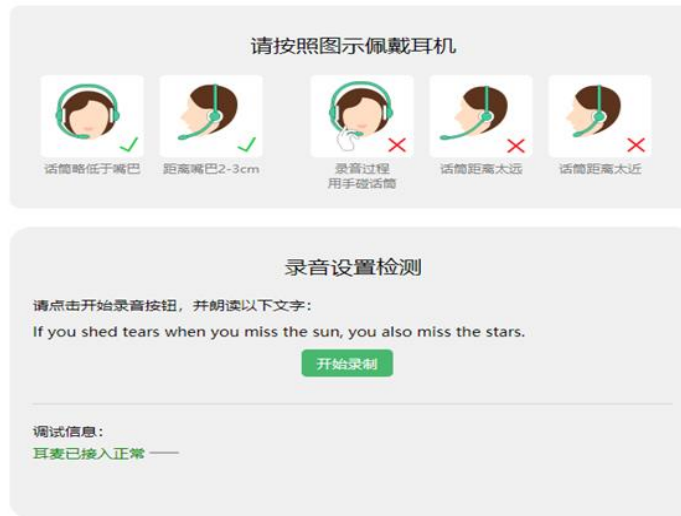 请按照图示佩戴耳机
话筒略低于嘴巴
距离嘴巴2-3cm
录音过程
用手碰话筒
话筒距离太远
话筒距离太近
录音设置检测
请点击开始录音按钮，并朗读以下文字：
If you shed tears when you miss the sun, you also miss the stars.
开始录制
调试信息：
耳麦已接入正常 ——